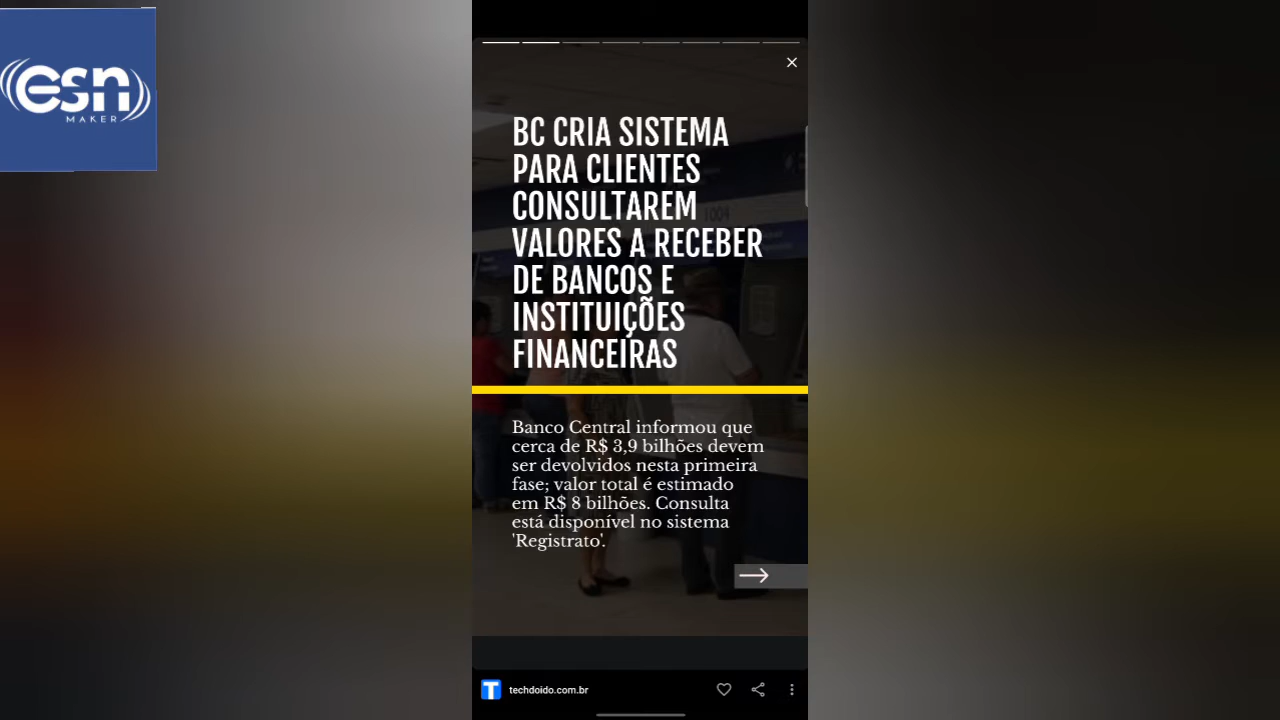 esn
MAKER
BC CRIA SISTEMA
PARA CLIENTES
CONSULTAREM
VALORES A RECEBER
DE BANCOS E
INSTITUIÇÕES
FINANCEIRAS
1004
Banco Central informou que
cerca de R$ 3,9 bilhões devem
ser devolvidos nesta primeira
fase; valor total é estimado
em R$ 8 bilhões. Consulta
está disponível no sistema
'Registrato'.
T
techdoido.com.br